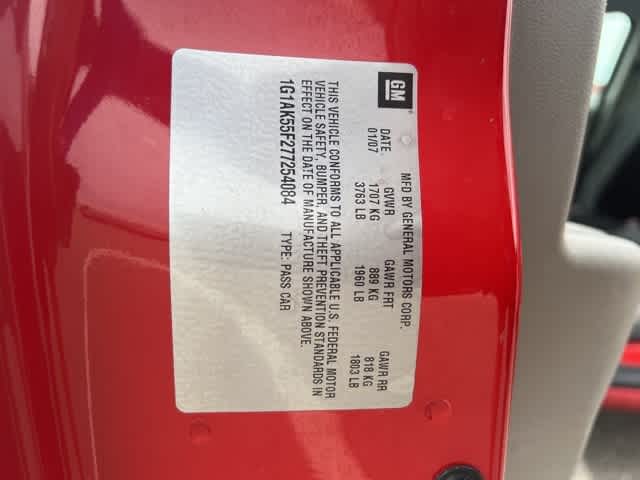 GM
MFD BY GENERAL MOTORS CORP.
DATE GVWR GAWR FRT GAWR RR
01/07 1707 KG 889 KG 818 KG
3763 LB 1960 LB 1803 LB
THIS VEHICLE CONFORMS TO ALL APPLICABLE U.S. FEDERAL MOTOR
VEHICLE SAFETY, BUMPER, AND THEFT PREVENTION STANDARDS IN
EFFECT ON THE DATE OF MANUFACTURE SHOWN ABOVE.
1G1AK55F277254084 TYPE: PASS CAR